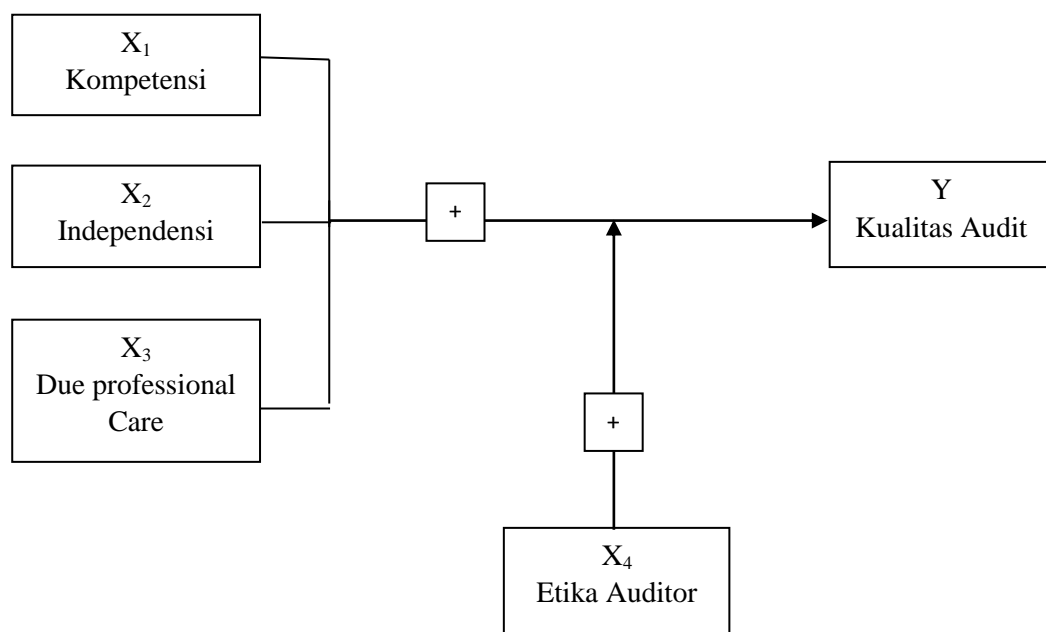 X₁
Kompetensi
X₂
Independensi
X₃
Due professional
Care
+
Y
Kualitas Audit
+
X₄
Etika Auditor